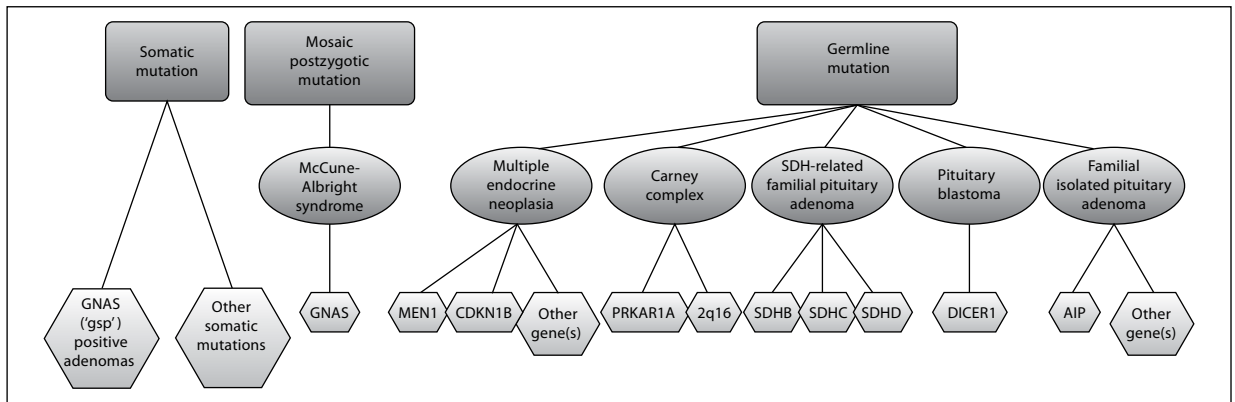 Somatic
mutation
Mosaic
postzygotic
mutation
Germline
mutation
McCune-
Albright
syndrome
Multiple
endocrine
neoplasia
Carney
complex
SDH-related
familial pituitary
adenoma
Pituitary
blastoma
Familial
isolated pituitary
adenoma
GNAS
('gsp')
positive
adenomas
Other
somatic
mutations
GNAS
MEN1
CDKN1B
Other
gene(s)
PRKAR1A
2q16
SDHB
SDHC
SDHD
DICER1
AIP
Other
gene(s)